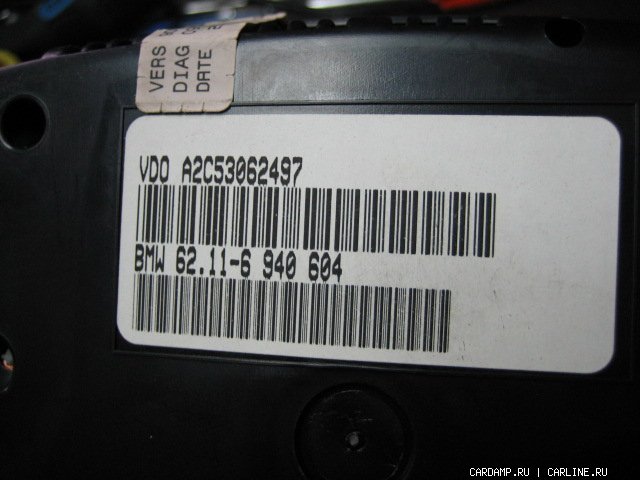 VERS
DIAG
DATE
VDO A2C53062497
BMW 62.11-6 940 604
CARDAMP.RU | CARLINE.RU